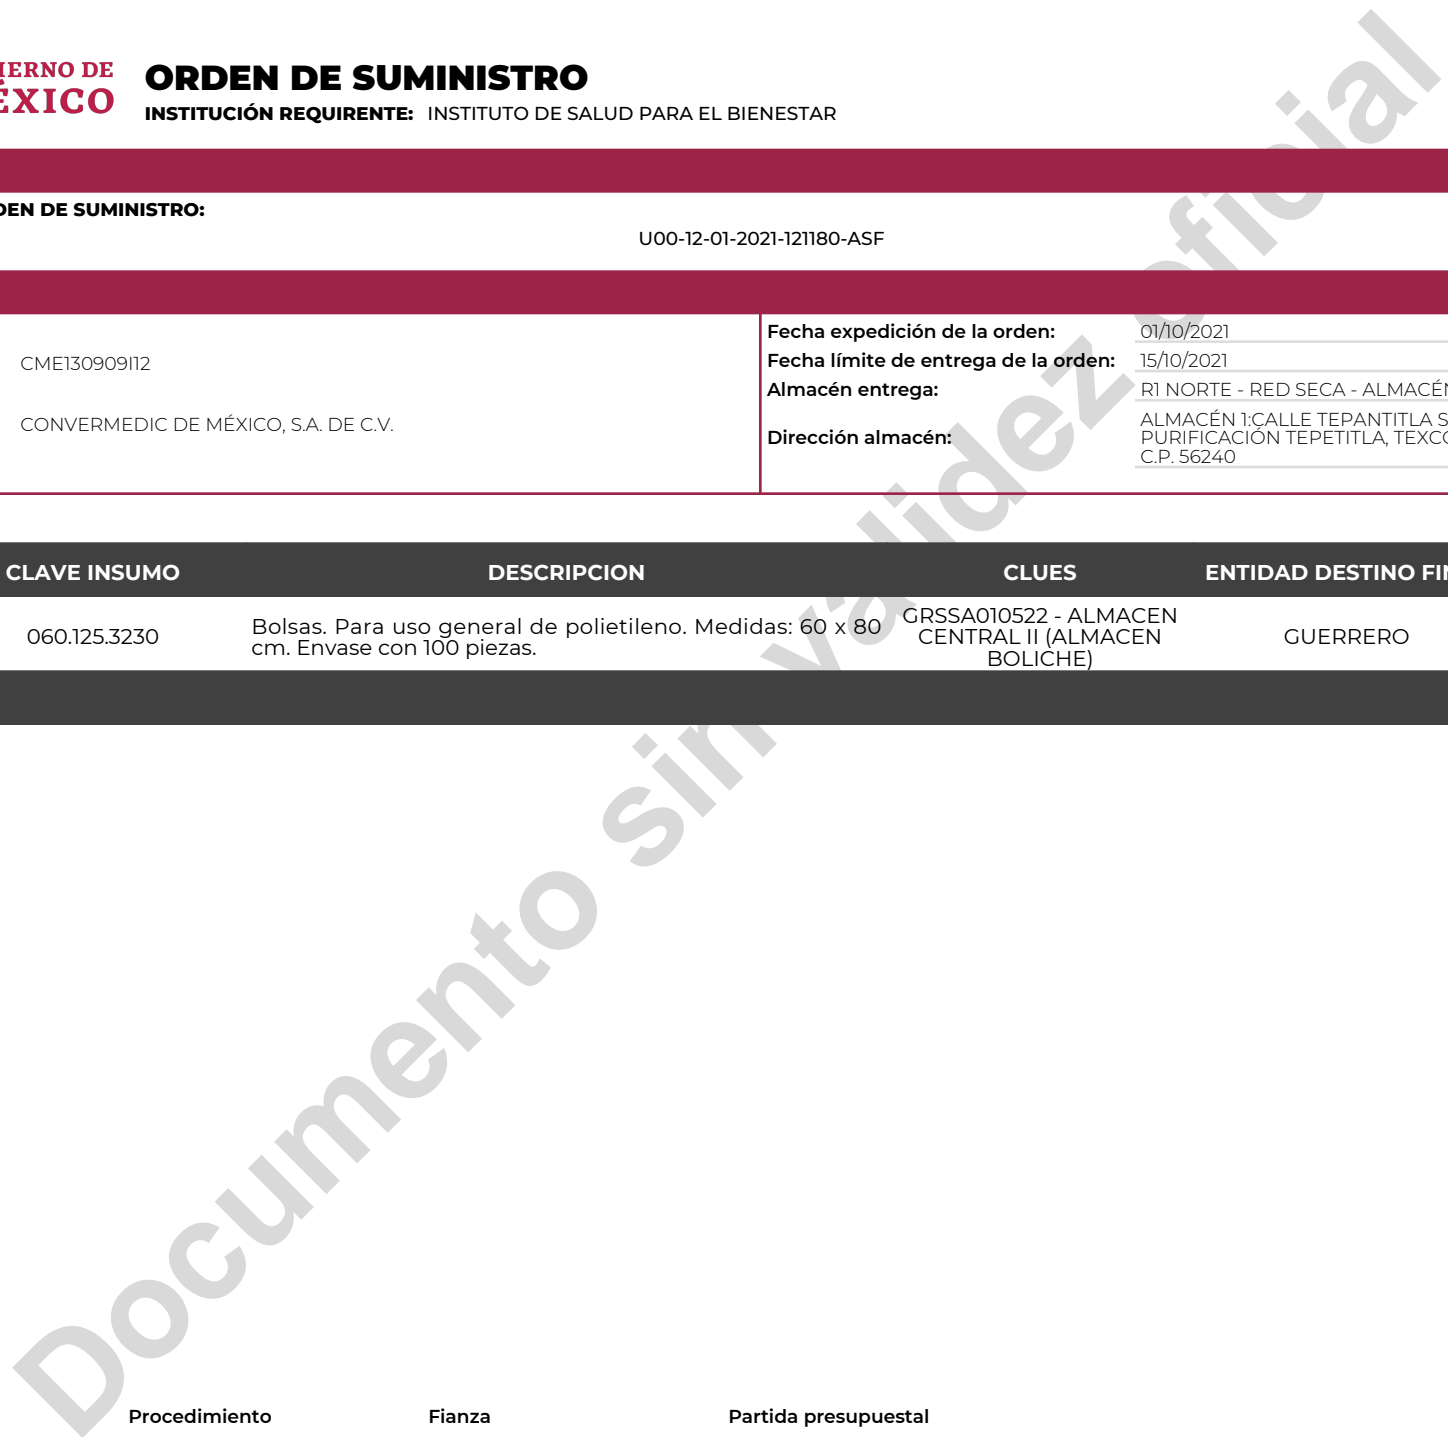 IERNO DE
ÉXICO
ORDEN DE SUMINISTRO
INSTITUCIÓN REQUIRENTE: INSTITUTO DE SALUD PARA EL BIENESTAR
DEN DE SUMINISTRO:
U00-12-01-2021-121180-ASF
CME130909I12
CONVERMEDIC DE MÉXICO, S.A. DE C.V.
Fecha expedición de la orden: 01/10/2021
Fecha límite de entrega de la orden: 15/10/2021
Almacén entrega: R1 NORTE - RED SECA - ALMACÉN
Dirección almacén: ALMACÉN 1:CALLE TEPANTITLA S
PURIFICACIÓN TEPETITLA, TEXCO
C.P. 56240
CLAVE INSUMO DESCRIPCION CLUES ENTIDAD DESTINO FIN
060.125.3230
Bolsas. Para uso general de polietileno. Medidas: 60 x 80
cm. Envase con 100 piezas.
GRSSA010522 - ALMACEN
CENTRAL II (ALMACEN
BOLICHE)
GUERRERO
Documento sin validez oficial
Procedimiento Fianza Partida presupuestal